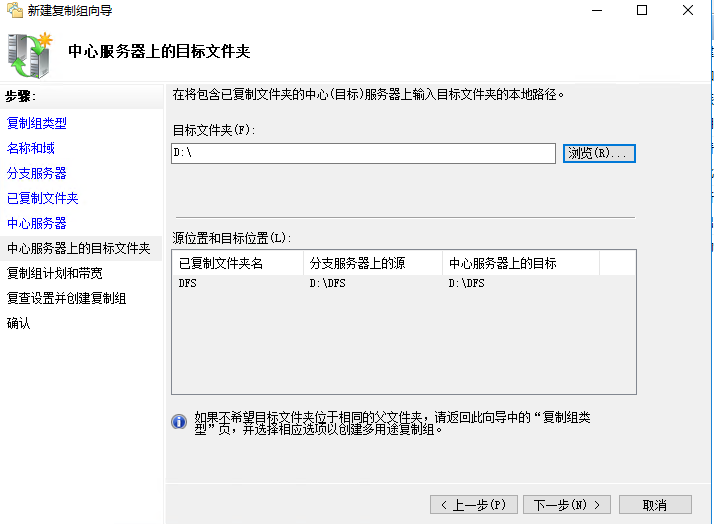 新建复制组向导
中心服务器上的目标文件夹
步骤:
复制组类型
名称和域
分支服务器
已复制文件夹
中心服务器
中心服务器上的目标文件夹
复制组计划和带宽
复查设置并创建复制组
确认
在将包含已复制文件夹的中心(目标)服务器上输入目标文件夹的本地路径。
目标文件夹(F):
D:\
浏览(R)...
源位置和目标位置(L):
已复制文件夹名 分支服务器上的源 中心服务器上的目标
DFS D:\DFS D:\DFS
如果不希望目标文件夹位于相同的父文件夹，请返回此向导中的“复制组类
型”页，并选择相应选项以创建多用途复制组。
< 上一步(P) 下一步(N) > 取消